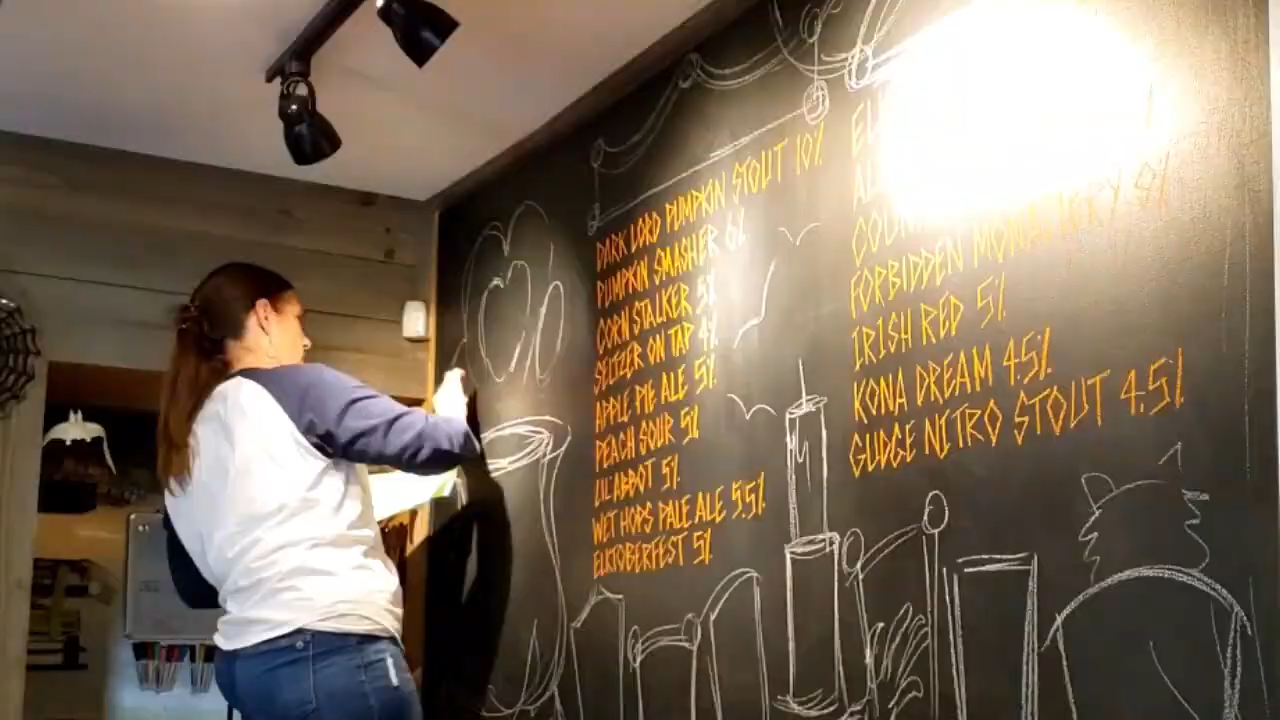 DARK LORD PUMPKIN STOUT 10%
PUMPKIN SMASHER 6%
CORN STALKER 5%
SELTZER ON TAP 4%
APPLE PIE ALE 5%
PEACH SOUR 5%
LIL' ABBOT 5%
WET HOPS PALE ALE 5.5%
ELKTOBERFEST 5%
FORBIDDEN
IRISH RED 5%
KONA DREAM 4.5%
GUDGE NITRO STOUT 4.5%